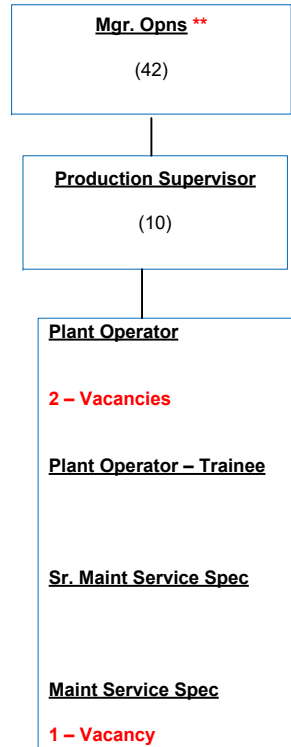 Mgr. Opns **
(42)
Production Supervisor
(10)
Plant Operator
2 – Vacancies
Plant Operator – Trainee
Sr. Maint Service Spec
Maint Service Spec
1 – Vacancy